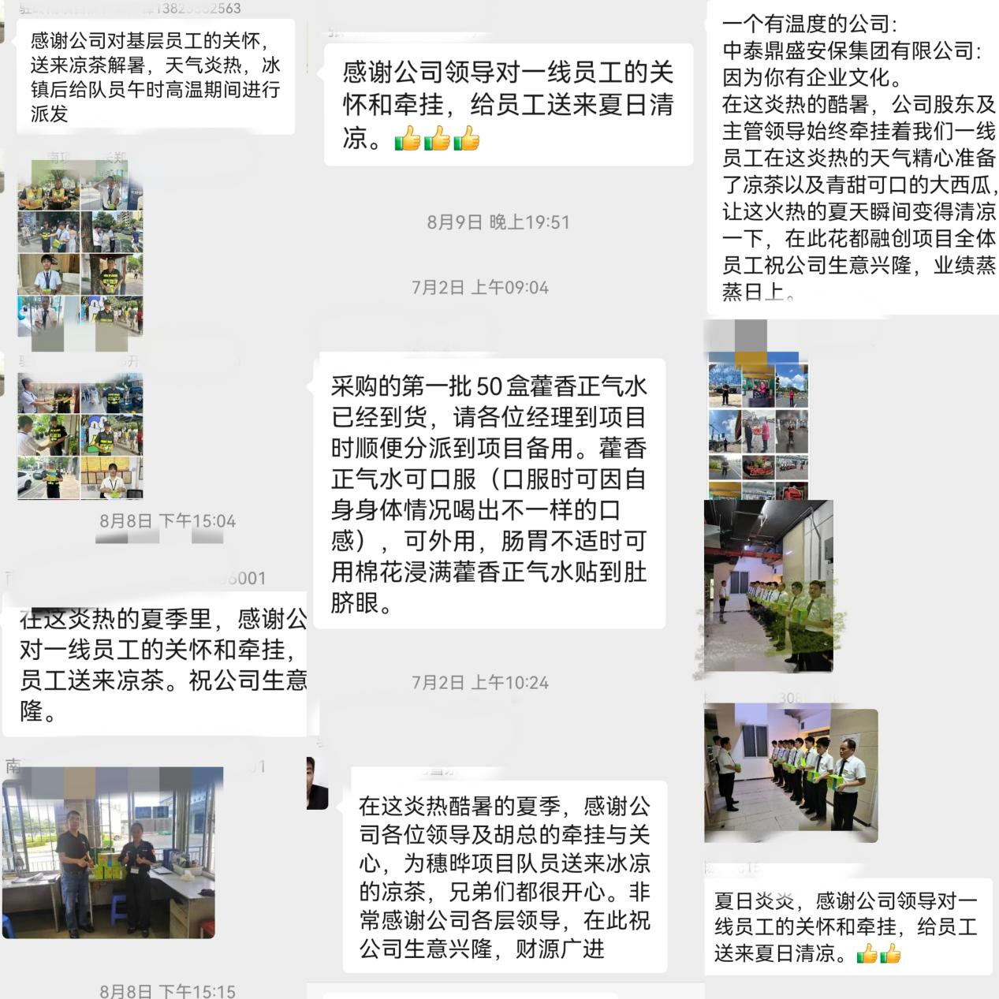 感谢公司对基层员工的关怀，
送来凉茶解暑，天气炎热，冰
镇后给队员午时高温期间进行
派发
8月8日 下午15:04
6001
在这炎热的夏季里，感谢公
对一线员工的关怀和牵挂，
员工送来凉茶。祝公司生意
隆。
南
8月8日 下午15:15
感谢公司领导对一线员工的关
怀和牵挂，给员工送来夏日清
凉。👍👍👍
8月9日 晚上19:51
7月2日 上午09:04
采购的第一批50盒藿香正气水
已经到货，请各位经理到项目
时顺便分派到项目备用。藿香
正气水可口服（口服时可因自
身身体情况喝出不一样的口
感），可外用，肠胃不适时可
用棉花浸满藿香正气水贴到肚
脐眼。
7月2日 上午10:24
在这炎热酷暑的夏季，感谢公
司各位领导及胡总的牵挂与关
心，为穗晔项目队员送来冰凉
的凉茶，兄弟们都很开心。非
常感谢公司各层领导，在此祝
公司生意兴隆，财源广进
一个有温度的公司：
中泰鼎盛安保集团有限公司：
因为你有企业文化。
在这炎热的酷暑，公司股东及
主管领导始终牵挂着我们一线
员工在这炎热的天气精心准备
了凉茶以及青甜可口的大西瓜，
让这火热的夏天瞬间变得清凉
一下，在此花都融创项目全体
员工祝公司生意兴隆，业绩蒸
蒸日上。
夏日炎炎，感谢公司领导对一
线员工的关怀和牵挂，给员工
送来夏日清凉。👍👍